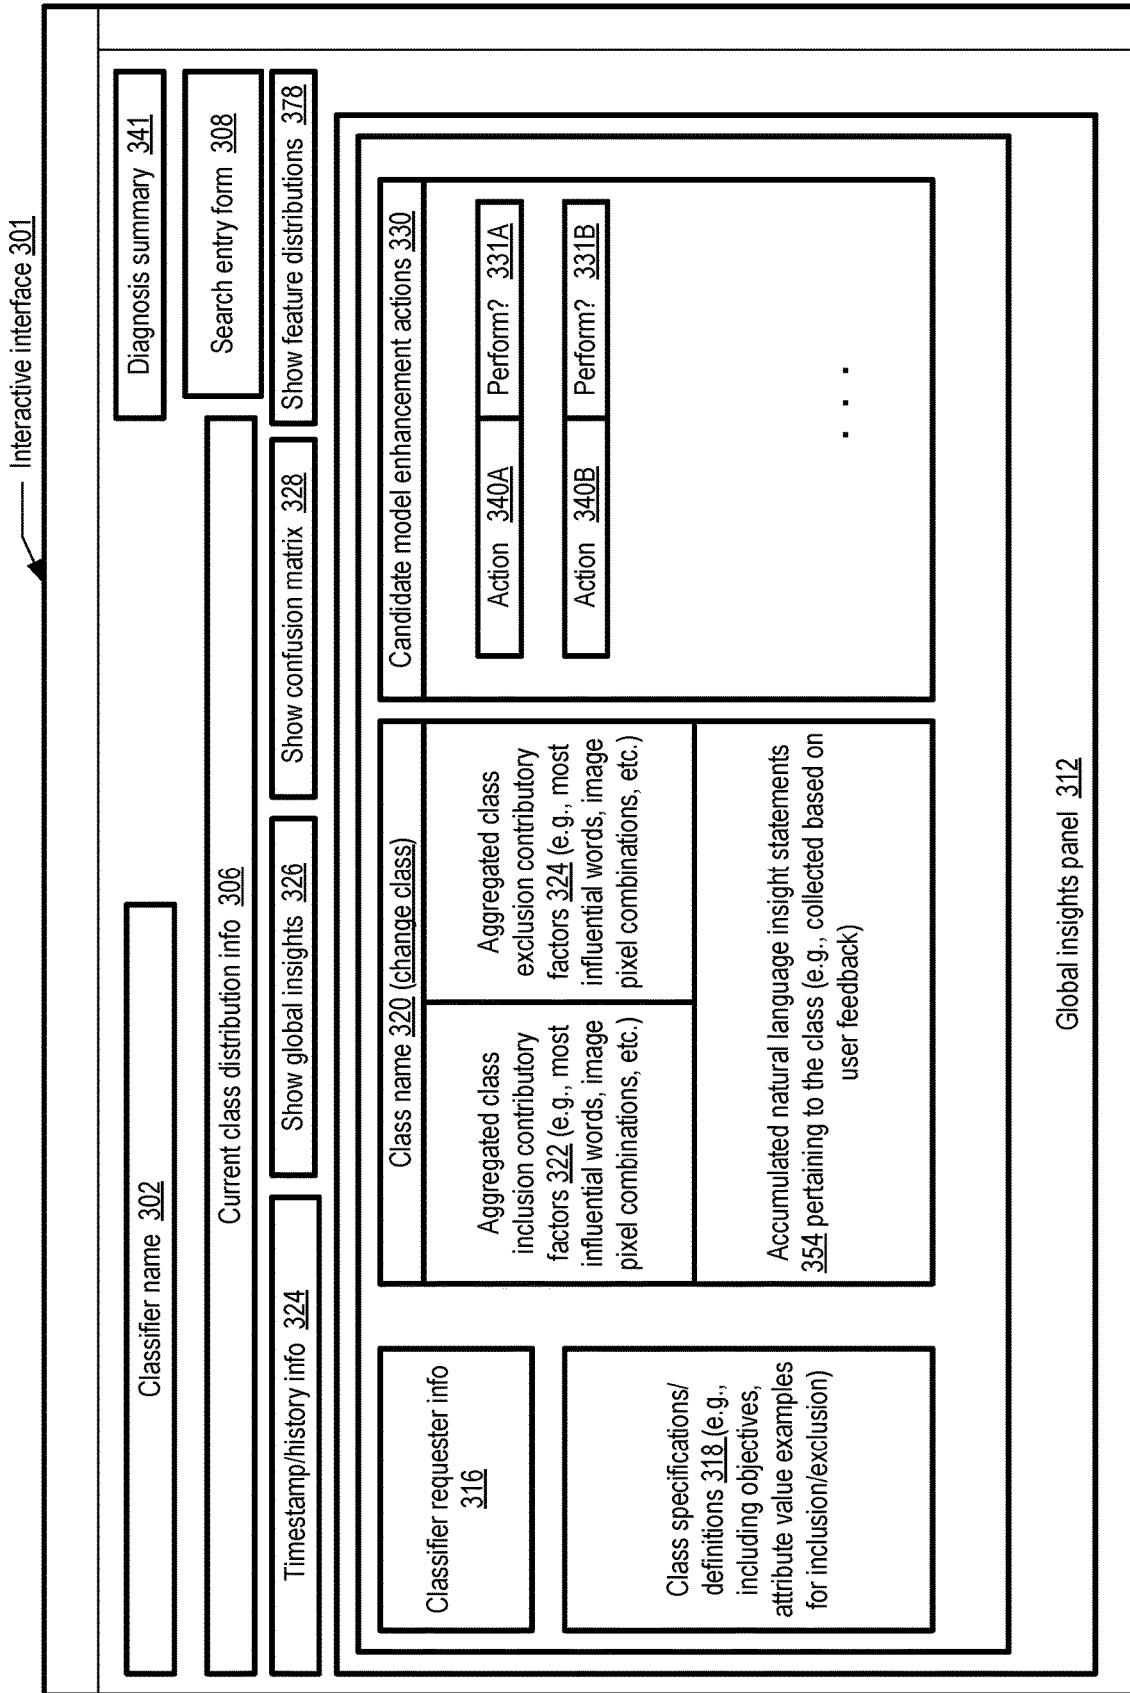 Interactive interface 301
Classifier name 302
Diagnosis summary 341
Current class distribution info 306
Search entry form 308
Timestamp/history info 324
Show global insights 326
Show confusion matrix 328
Show feature distributions 378
Classifier requester info
316
Class specifications/
definitions 318 (e.g.,
including objectives,
attribute value examples
for inclusion/exclusion)
Class name 320 (change class)
Aggregated class
inclusion contributory
factors 322 (e.g., most
influential words, image
pixel combinations, etc.)
Aggregated class
exclusion contributory
factors 324 (e.g., most
influential words, image
pixel combinations, etc.)
Accumulated natural language insight statements
354 pertaining to the class (e.g., collected based on
user feedback)
Candidate model enhancement actions 330
Action 340A
Perform? 331A
Action 340B
Perform? 331B
. . .
Global insights panel 312